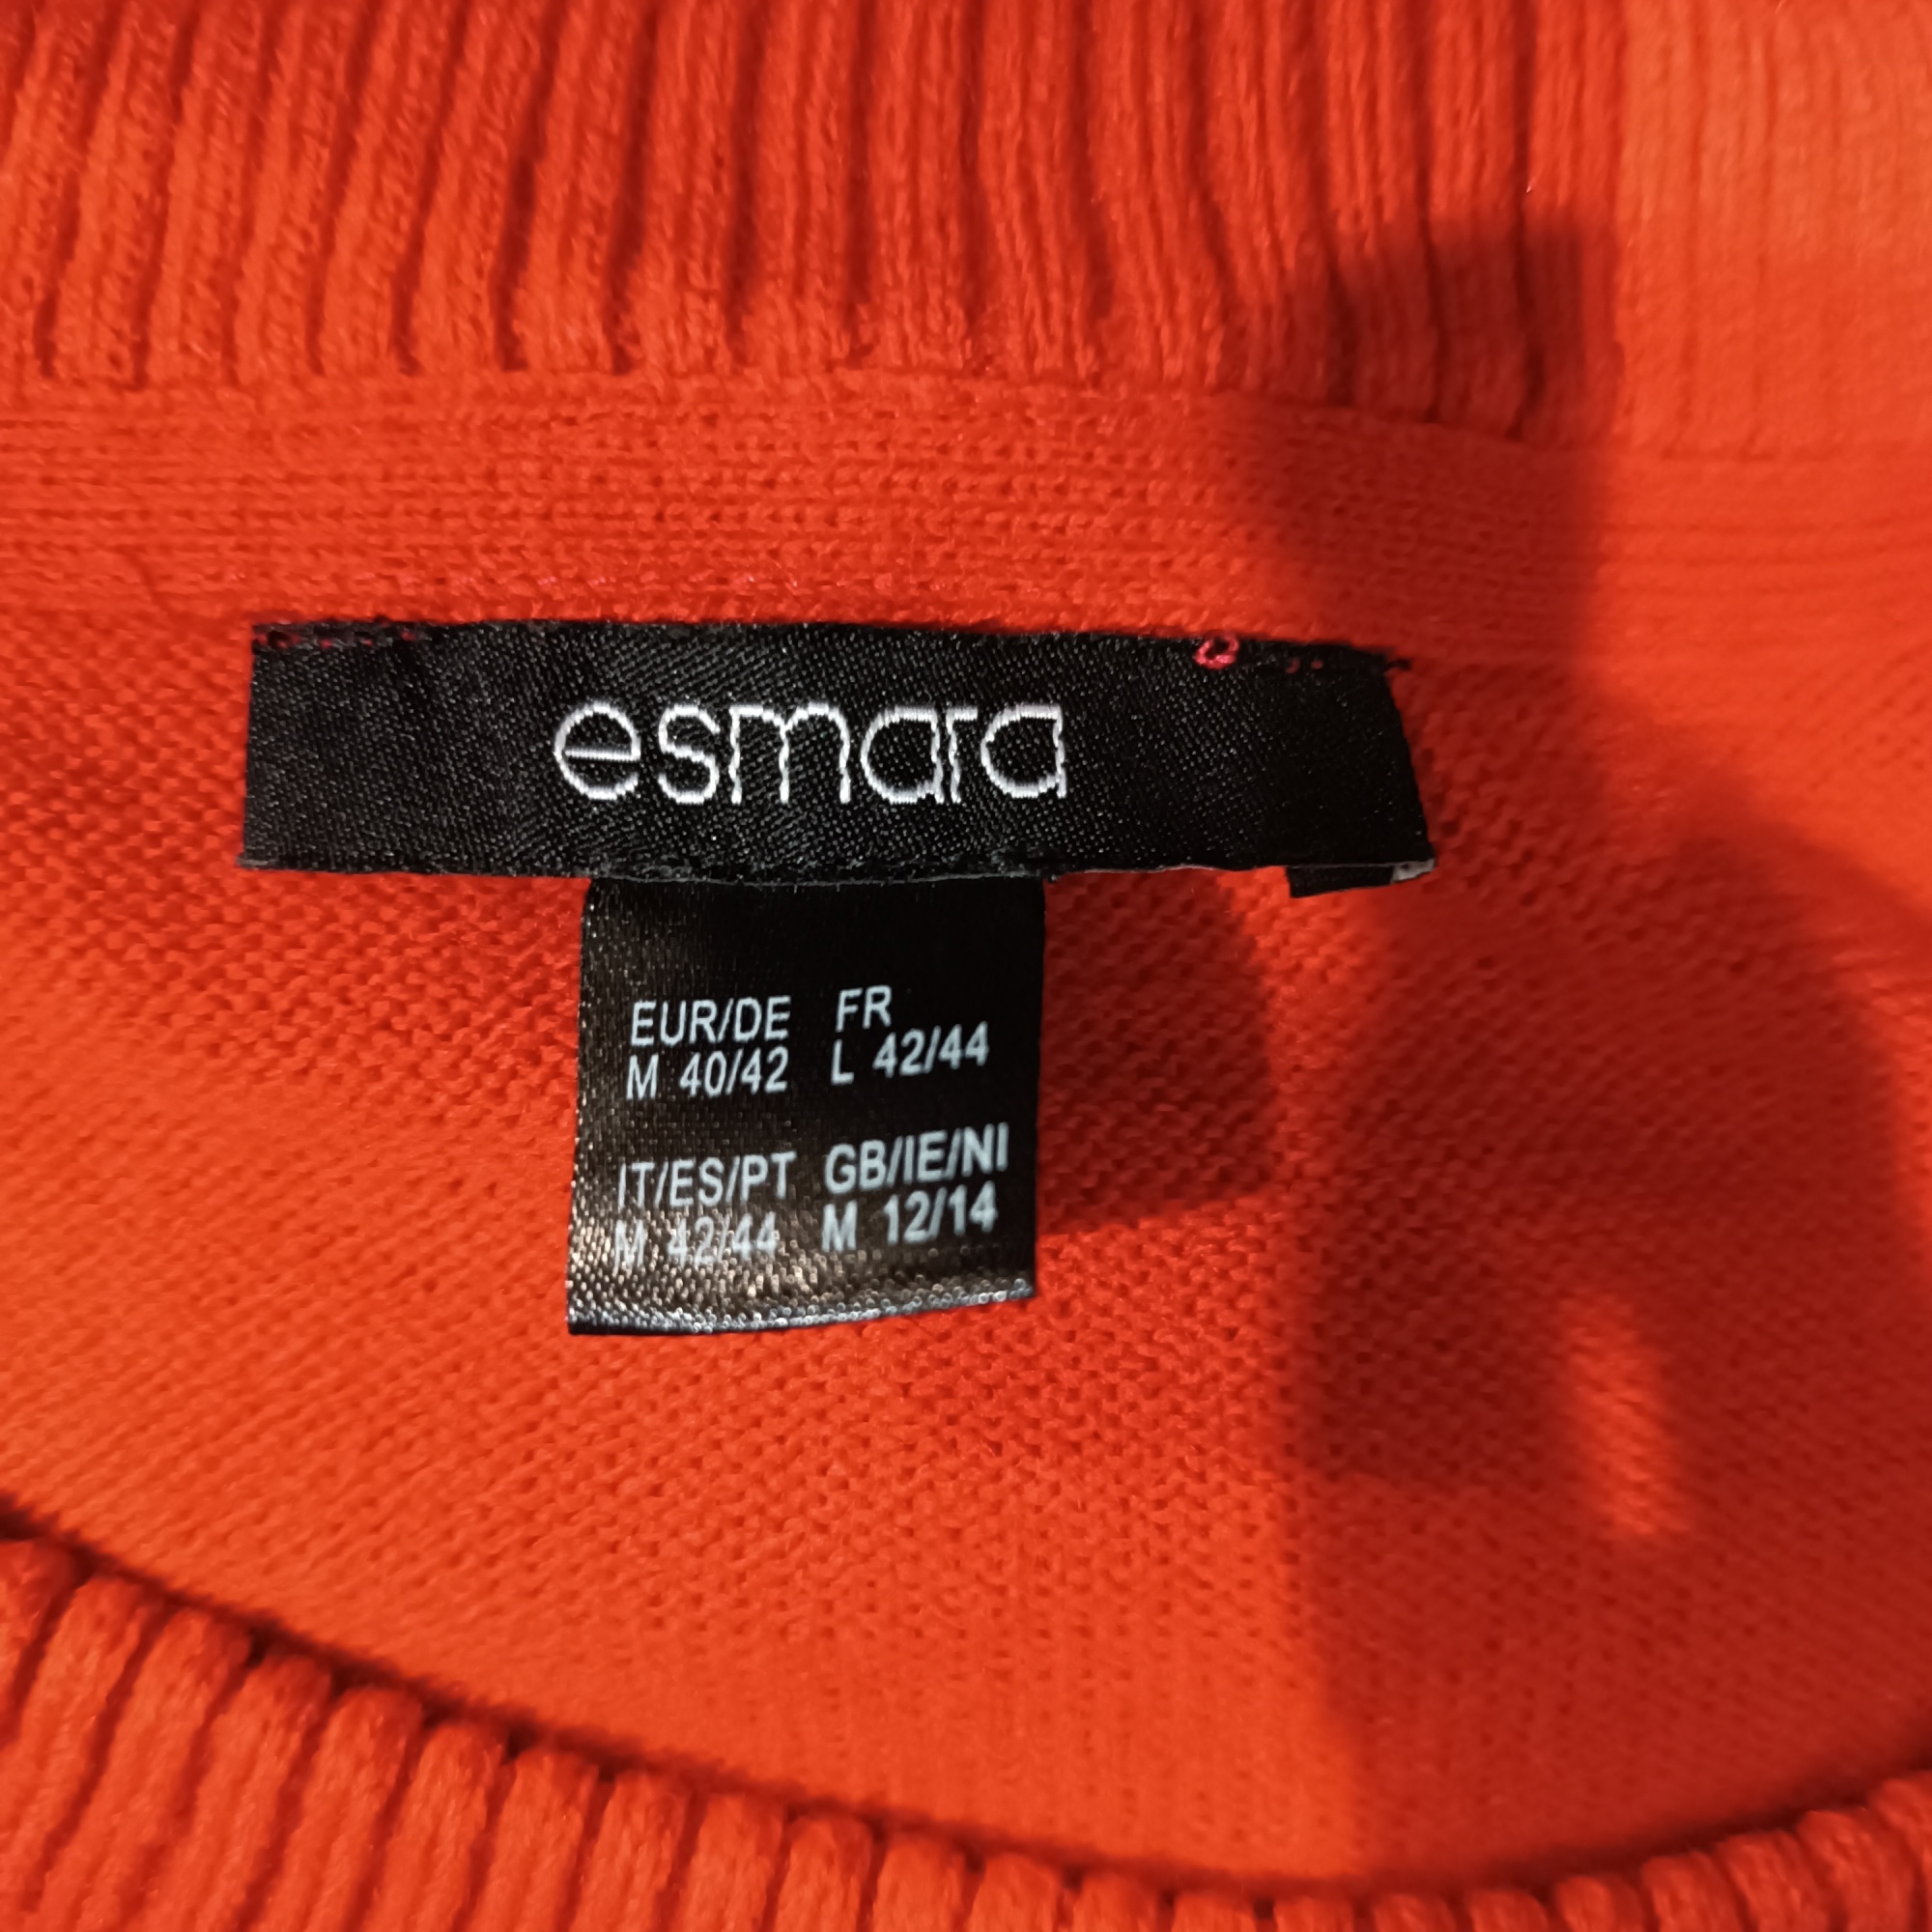 esmara
EUR/DE FR
M 40/42 L 42/44
IT/ES/PT GB/IE/NI
M 42/44 M 12/14